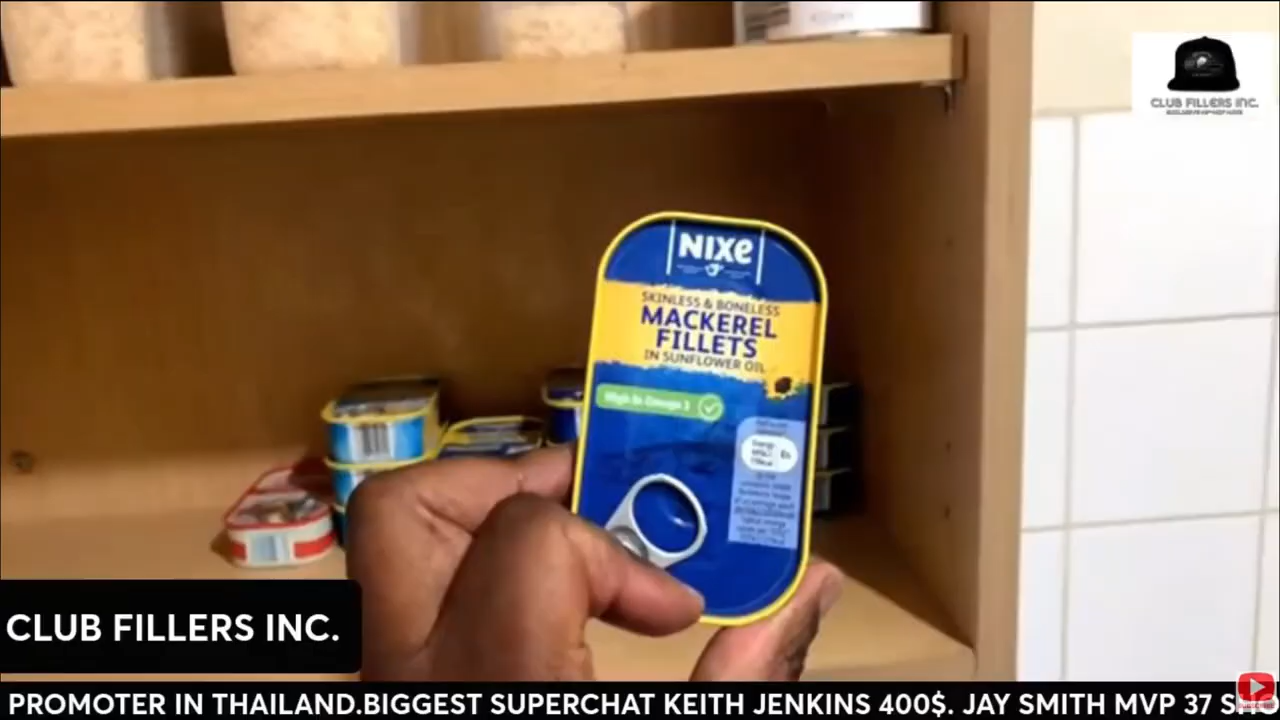 CLUB FILLERS INC.
NIXe
SKINLESS & BONELESS
MACKEREL
FILLETS
IN SUNFLOWER OIL
High in Omega 3
CLUB FILLERS INC.
PROMOTER IN THAILAND.BIGGEST SUPERCHAT KEITH JENKINS 400$. JAY SMITH MVP 37 SHO